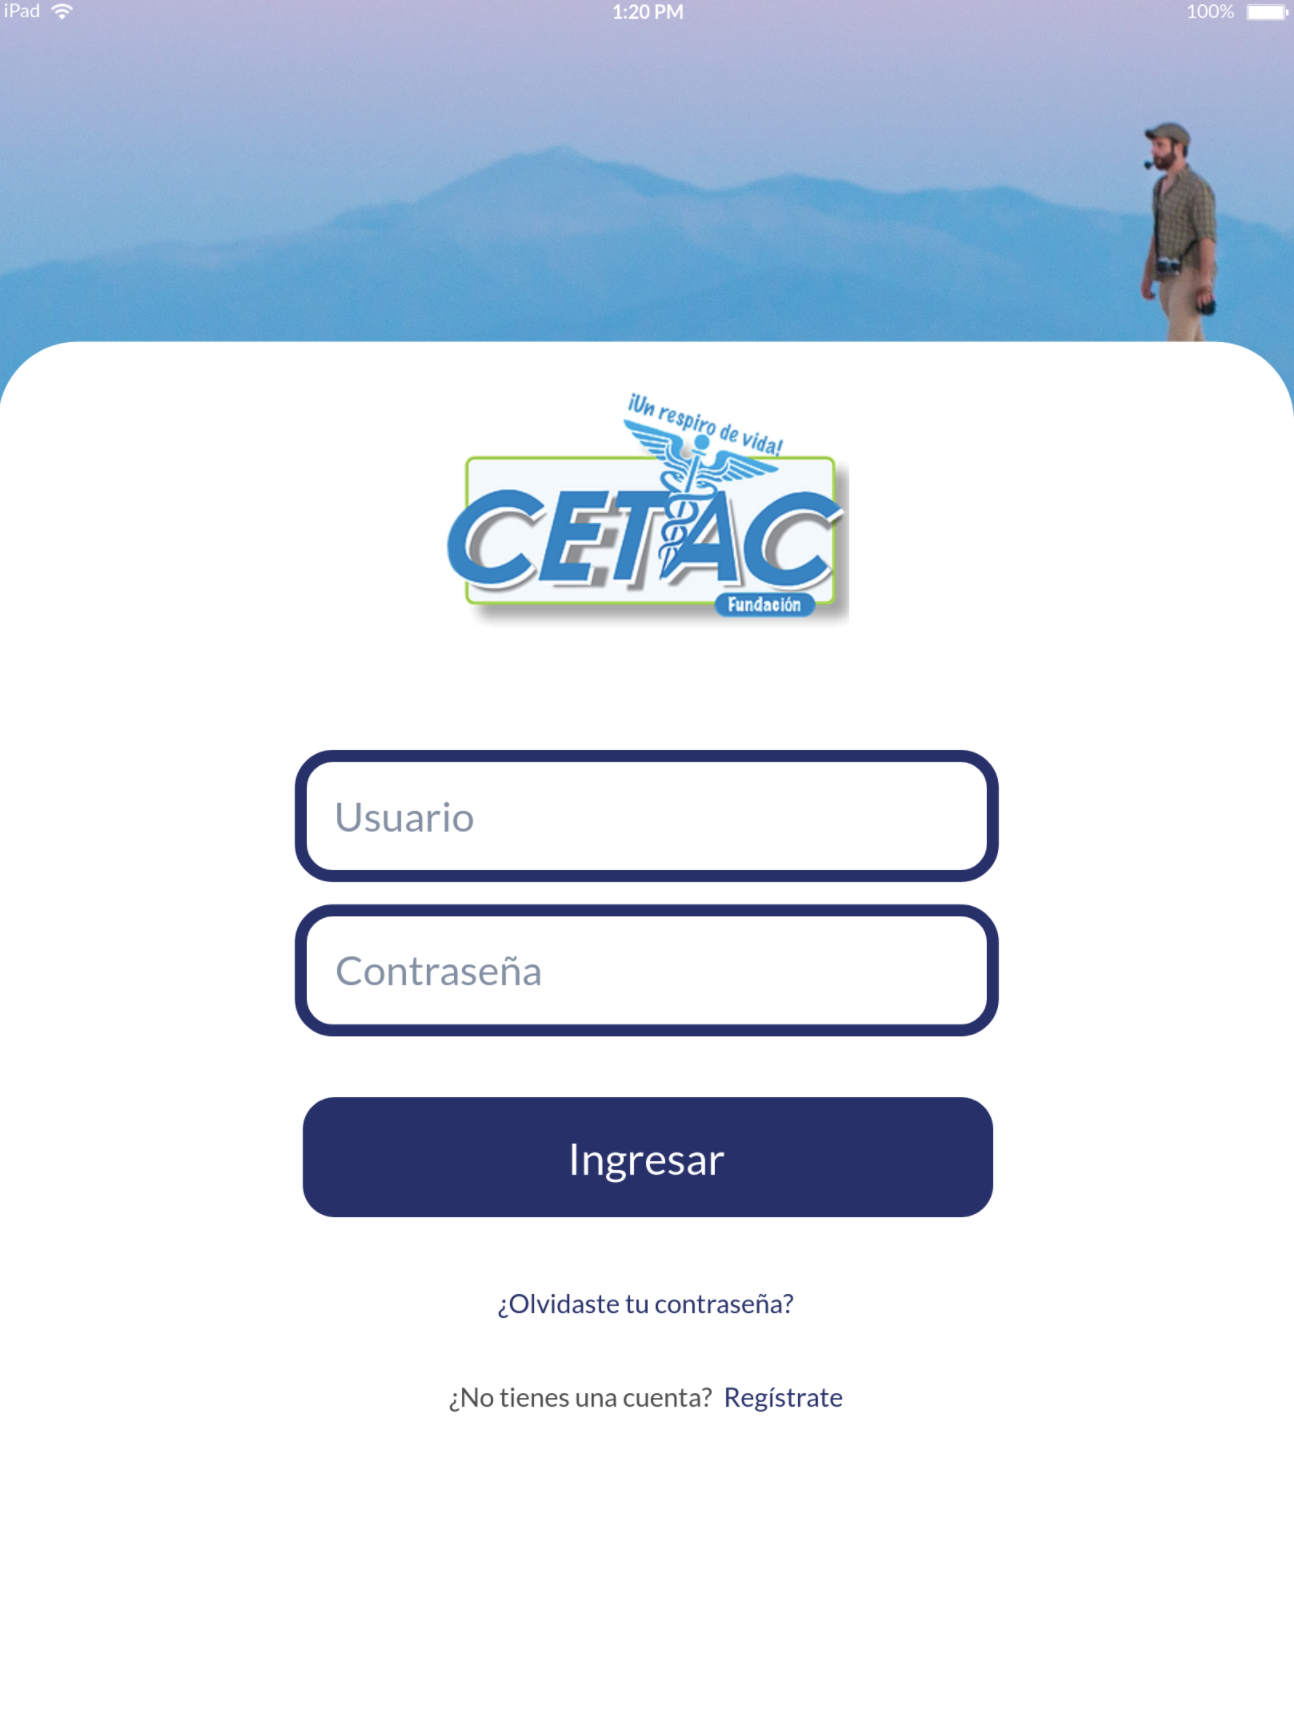 iPad
1:20 PM
100%
¡Un respiro de vida!
CETAC
Fundación
Usuario
Contraseña
Ingresar
¿Olvidaste tu contraseña?
¿No tienes una cuenta? Regístrate